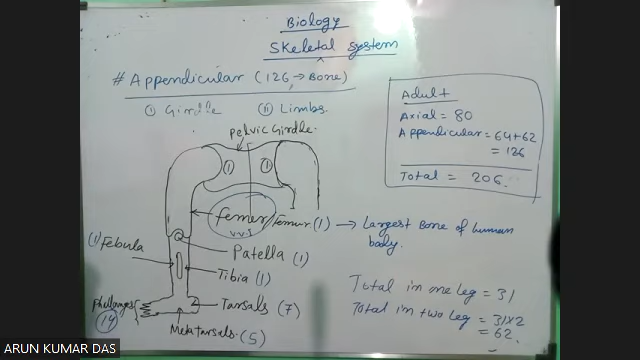 Biology
Skeletal system
# Appendicular (126 → Bone)
(i) Girdle (ii) Limbs
Adult
Axial = 80
Appendicular = 64+62
= 126
Total = 206.
Pelvic Girdle.
(1) (1)
femer/Femur (1) → Largest Bone of human
v.v.I
body.
Patella (1)
(1) Febula
Tibia (1)
Tarsals (7)
Phallanges
(14)
Metatarsals (5)
Total in one leg = 31
Total in two leg = 31×2
= 62.
ARUN KUMAR DAS